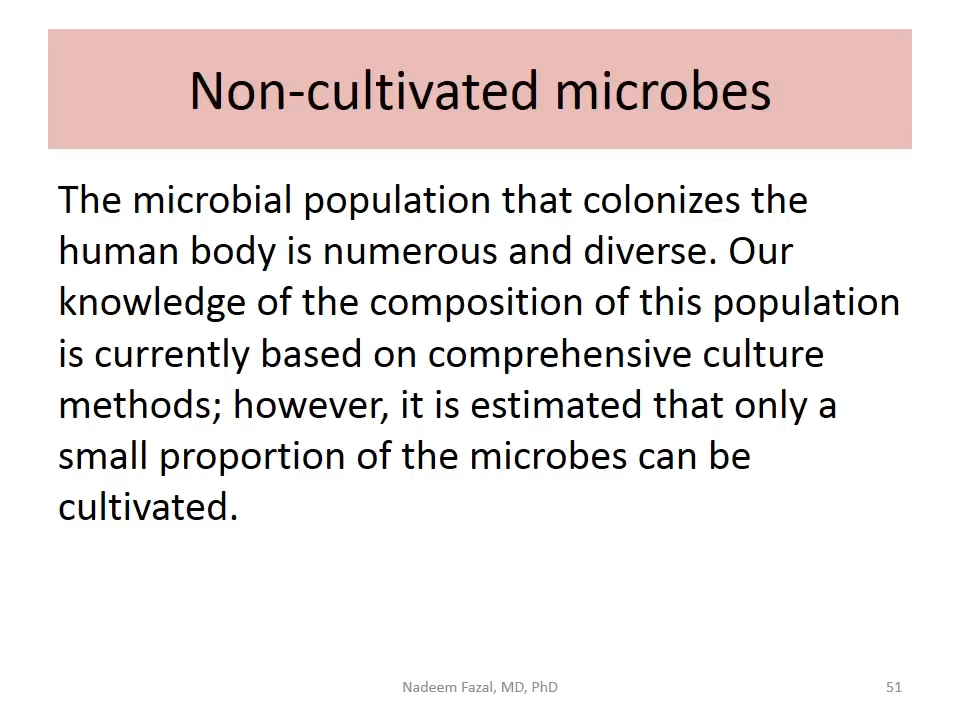 Non-cultivated microbes
The microbial population that colonizes the
human body is numerous and diverse. Our
knowledge of the composition of this population
is currently based on comprehensive culture
methods; however, it is estimated that only a
small proportion of the microbes can be
cultivated.
Nadeem Fazal, MD, PhD
51